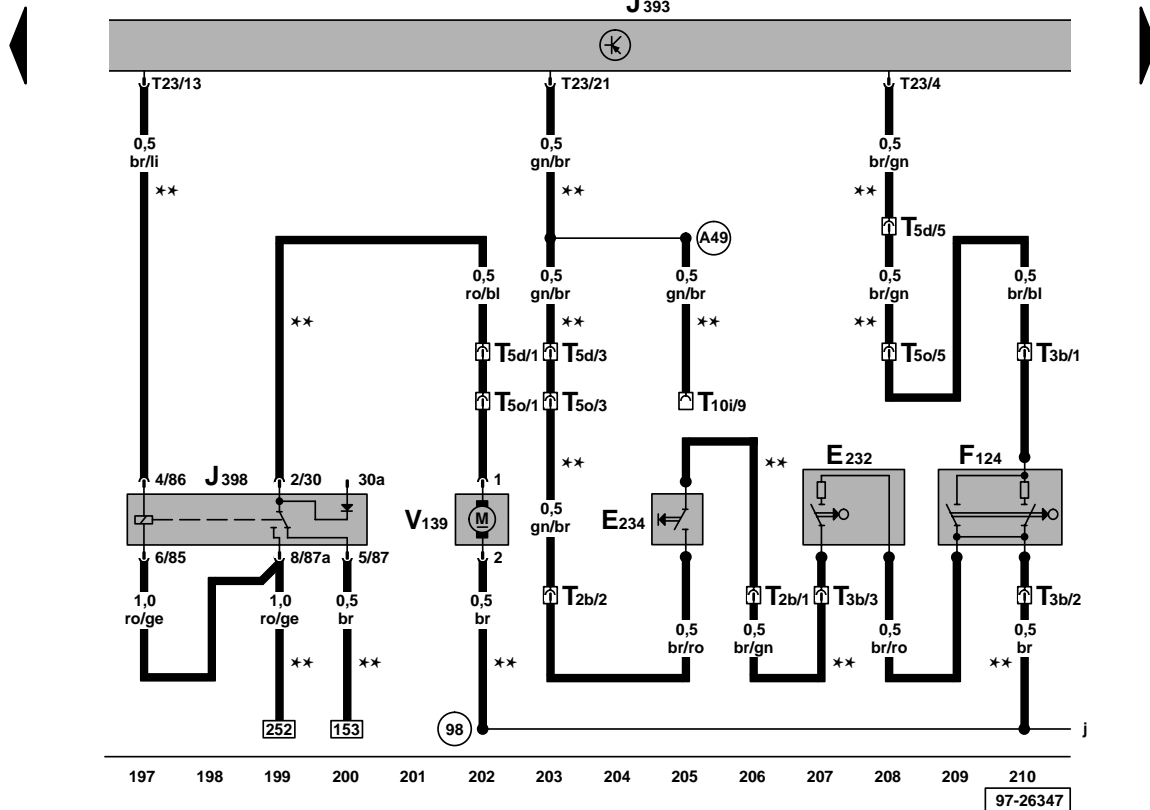 J393
T23/13 T23/21 T23/4
0,5 0,5 0,5
br/li gn/br br/gn
** ** **
T5d/5
A49
0,5 0,5 0,5 0,5 0,5
ro/bl gn/br gn/br br/gn br/bl
** ** ** **
T5d/1 T5d/3 T5o/5 T3b/1
T5o/1 T5o/3 T10i/9
E232 F124
** **
4/86 J398 2/30 30a 1
V139 M E234
0,5
gn/br
6/85 8/87a 5/87 2
T2b/2 T2b/1 T3b/3 T3b/2
1,0 1,0 0,5 0,5
ro/ge ro/ge br br
0,5 0,5 0,5 0,5
br/ro br/gn br/ro br
** ** ** ** **
252 153 98 j
197 198 199 200 201 202 203 204 205 206 207 208 209 210
97-26347